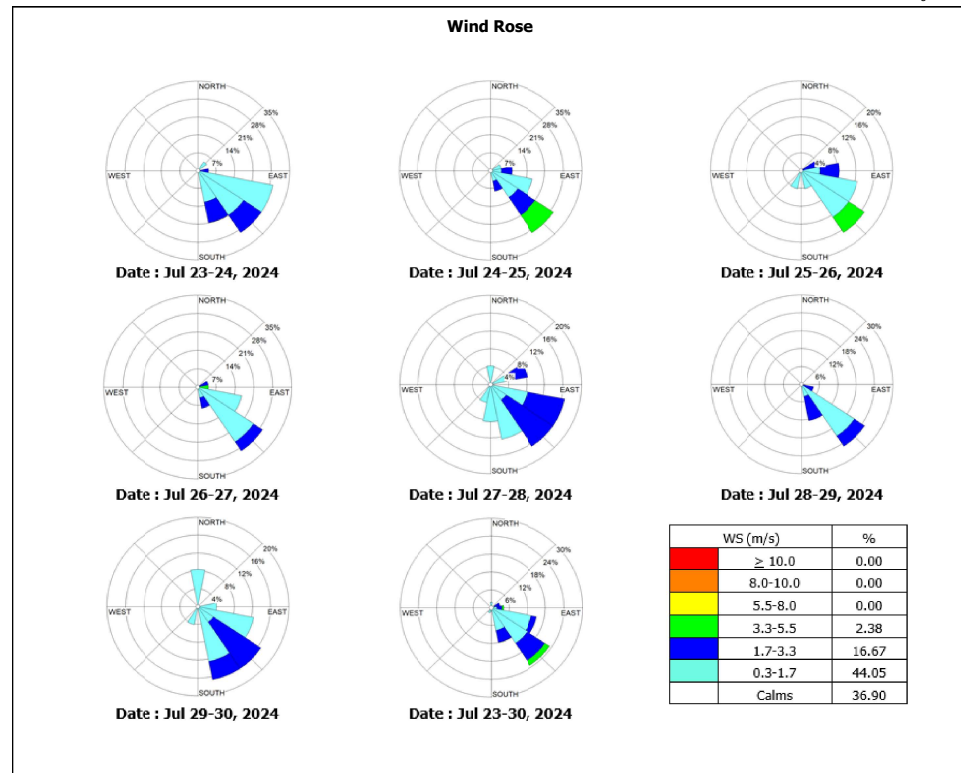 Wind Rose
NORTH
35%
28%
21%
14%
7%
WEST
EAST
SOUTH
Date : Jul 23-24, 2024
NORTH
35%
28%
21%
14%
7%
WEST
EAST
SOUTH
Date : Jul 24-25, 2024
NORTH
20%
16%
12%
8%
4%
WEST
EAST
SOUTH
Date : Jul 25-26, 2024
NORTH
35%
28%
21%
14%
7%
WEST
EAST
SOUTH
Date : Jul 26-27, 2024
NORTH
20%
16%
12%
8%
4%
WEST
EAST
SOUTH
Date : Jul 27-28, 2024
NORTH
30%
24%
18%
12%
6%
WEST
EAST
SOUTH
Date : Jul 28-29, 2024
NORTH
20%
16%
12%
8%
4%
WEST
EAST
SOUTH
Date : Jul 29-30, 2024
NORTH
30%
24%
18%
12%
6%
WEST
EAST
SOUTH
Date : Jul 23-30, 2024
WS (m/s) %
≥ 10.0 0.00
8.0-10.0 0.00
5.5-8.0 0.00
3.3-5.5 2.38
1.7-3.3 16.67
0.3-1.7 44.05
Calms 36.90